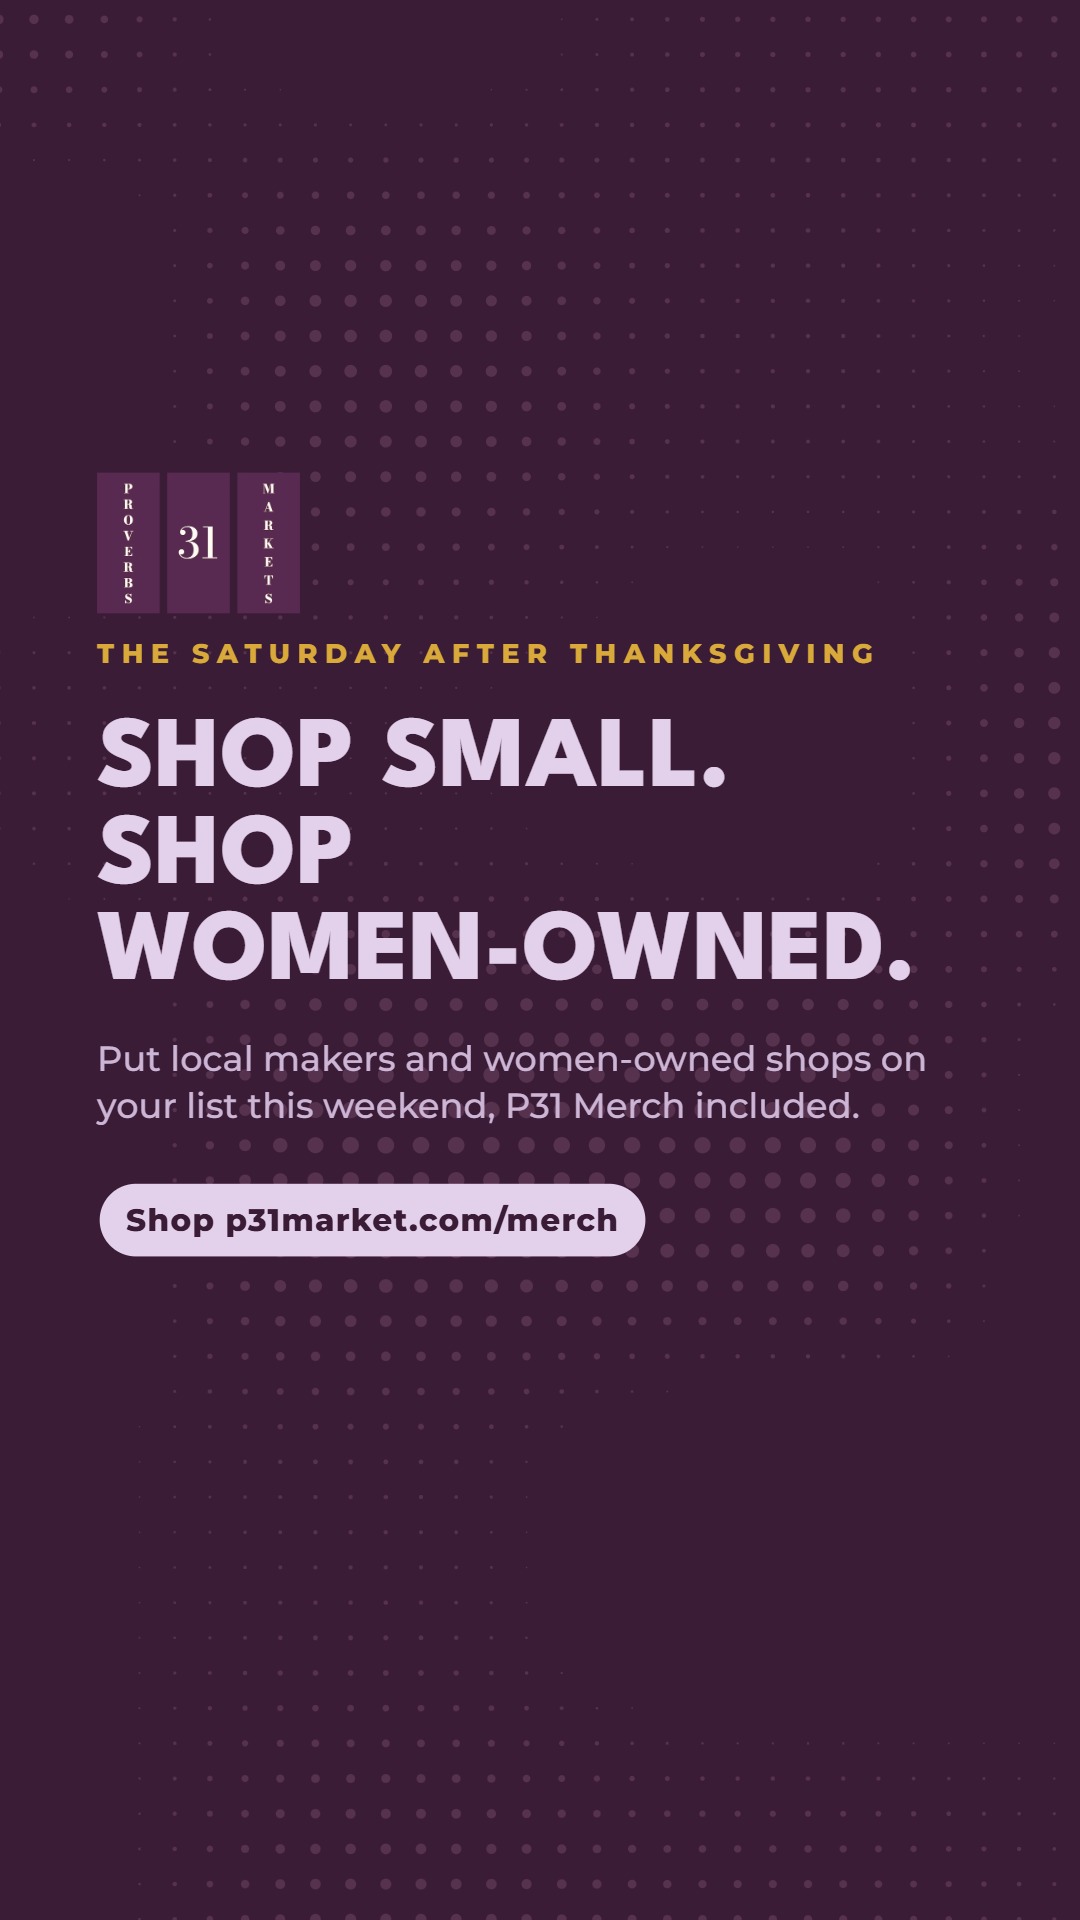 PROVERBS
31
MARKETS
THE SATURDAY AFTER THANKSGIVING
SHOP SMALL.
SHOP
WOMEN-OWNED.
Put local makers and women-owned shops on
your list this weekend, P31 Merch included.
Shop p31market.com/merch